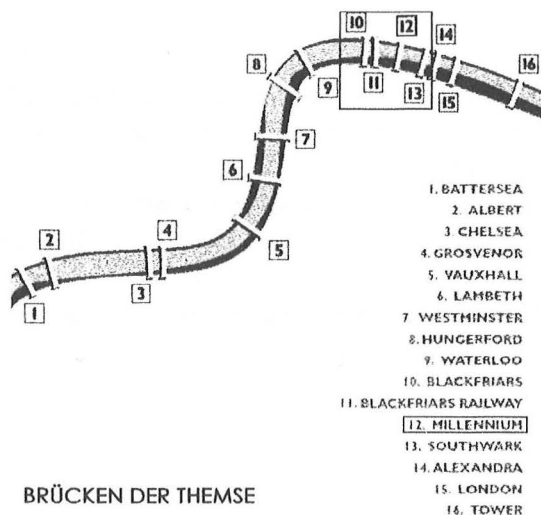 10
12
14
16
8
9
11
13
15
7
6
5
2
4
3
1
1. BATTERSEA
2. ALBERT
3. CHELSEA
4. GROSVENOR
5. VAUXHALL
6. LAMBETH
7 WESTMINSTER
8. HUNGERFORD
9. WATERLOO
10. BLACKFRIARS
11. BLACKFRIARS RAILWAY
12. MILLENNIUM
13. SOUTHWARK
14. ALEXANDRA
15. LONDON
16. TOWER
BRÜCKEN DER THEMSE